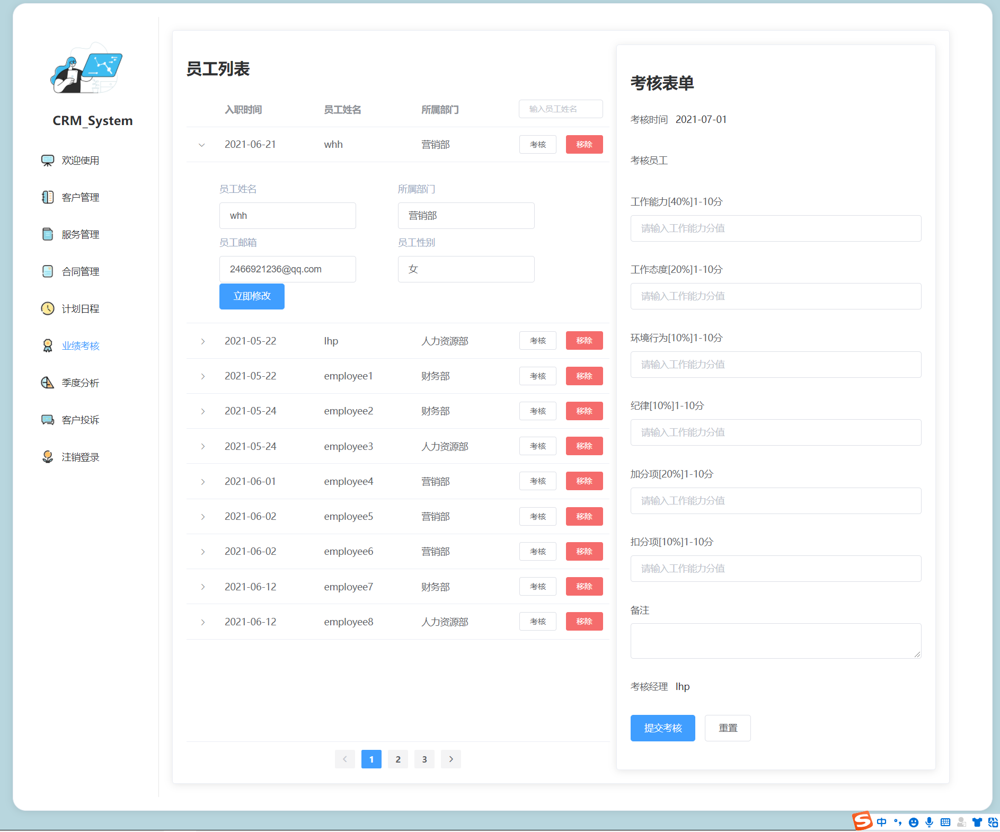 CRM_System
欢迎使用
客户管理
服务管理
合同管理
计划日程
业绩考核
季度分析
客户投诉
注销登录
员工列表
入职时间 员工姓名 所属部门 输入员工姓名
2021-06-21 whh 营销部 考核 移除
员工姓名 所属部门
whh 营销部
员工邮箱 员工性别
2466921236@qq.com 女
立即修改
2021-05-22 lhp 人力资源部 考核 移除
2021-05-22 employee1 财务部 考核 移除
2021-05-24 employee2 财务部 考核 移除
2021-05-24 employee3 人力资源部 考核 移除
2021-06-01 employee4 营销部 考核 移除
2021-06-02 employee5 营销部 考核 移除
2021-06-02 employee6 营销部 考核 移除
2021-06-12 employee7 财务部 考核 移除
2021-06-12 employee8 人力资源部 考核 移除
1 2 3
考核表单
考核时间 2021-07-01
考核员工
工作能力[40%]1-10分
请输入工作能力分值
工作态度[20%]1-10分
请输入工作能力分值
环境行为[10%]1-10分
请输入工作能力分值
纪律[10%]1-10分
请输入工作能力分值
加分项[20%]1-10分
请输入工作能力分值
扣分项[10%]1-10分
请输入工作能力分值
备注
考核经理 lhp
提交考核 重置
中